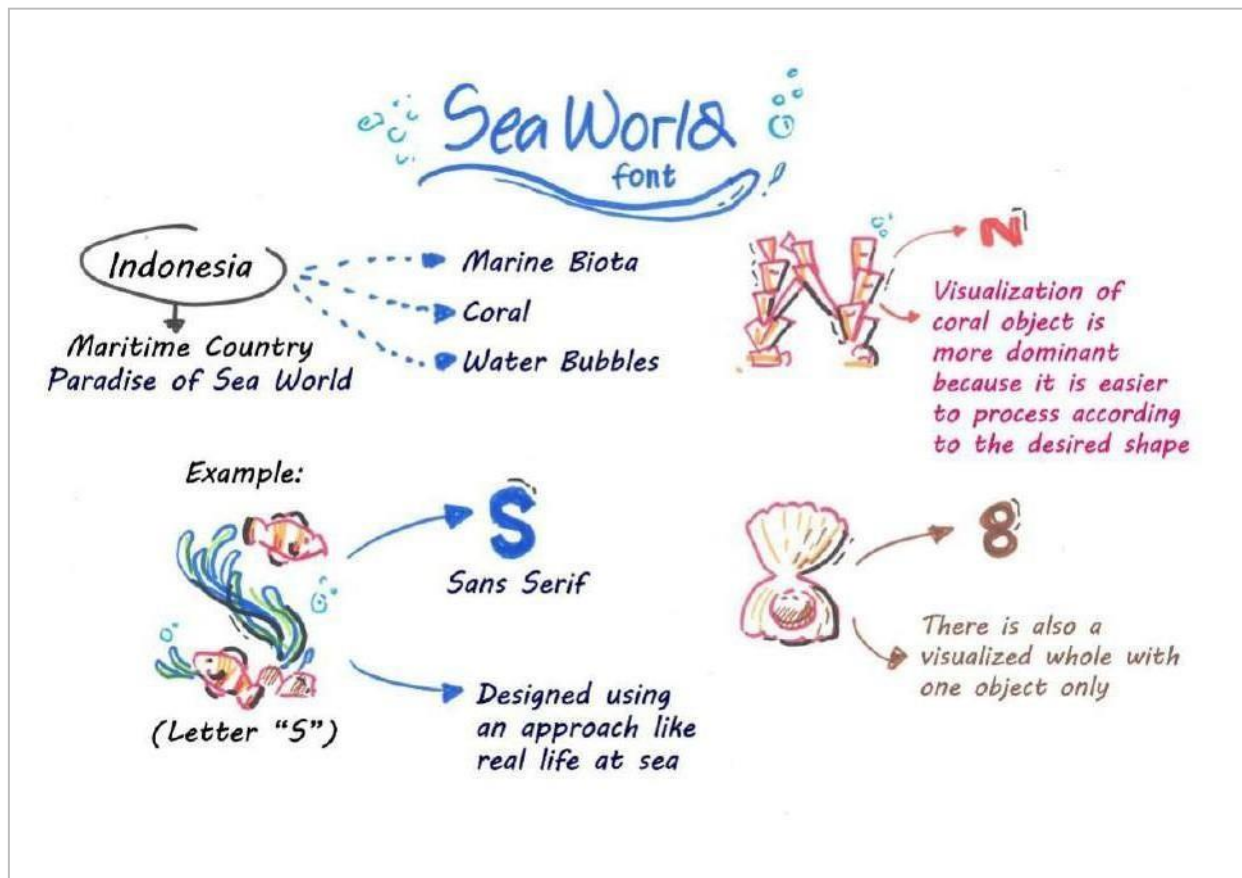 Sea World
font
Indonesia
Maritime Country
Paradise of Sea World
Marine Biota
Coral
Water Bubbles
N
N
Visualization of
coral object is
more dominant
because it is easier
to process according
to the desired shape
Example:
(Letter "S")
S
Sans Serif
Designed using
an approach like
real life at sea
8
There is also a
visualized whole with
one object only